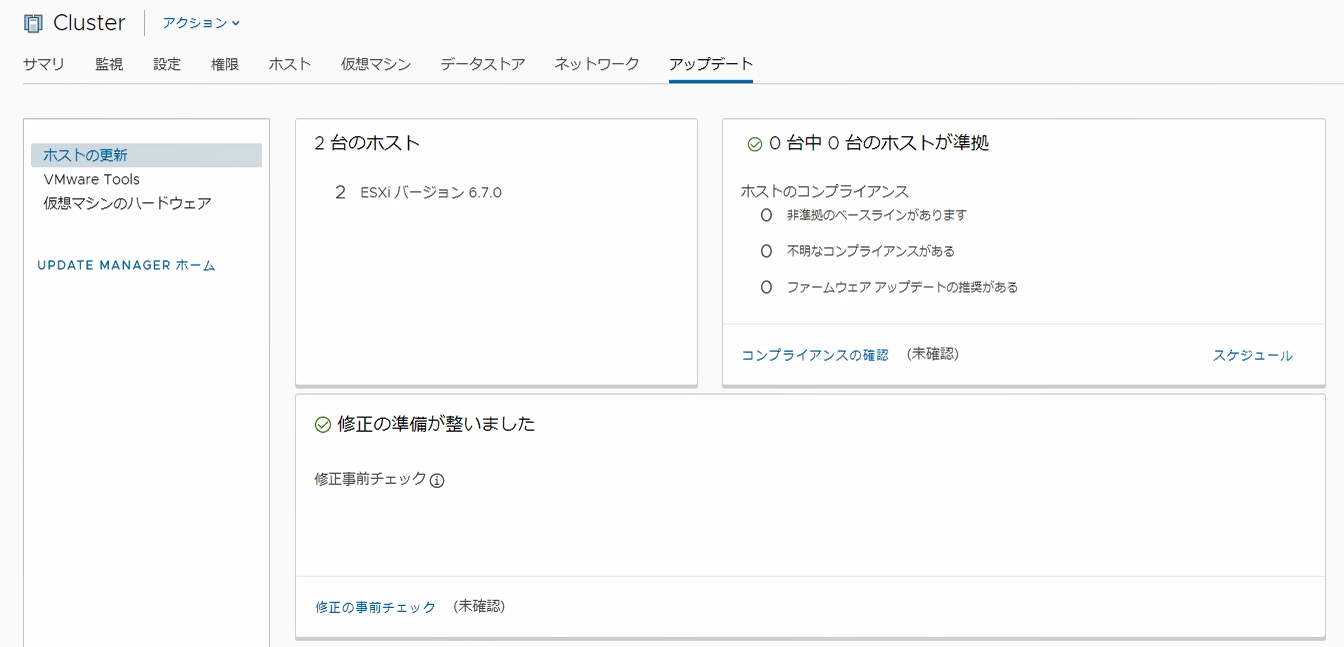 Cluster アクション
サマリ 監視 設定 権限 ホスト 仮想マシン データストア ネットワーク アップデート
ホストの更新
VMware Tools
仮想マシンのハードウェア
UPDATE MANAGER ホーム
2 台のホスト
2 ESXi バージョン 6.7.0
0 台中 0 台のホストが準拠
ホストのコンプライアンス
0 非準拠のベースラインがあります
0 不明なコンプライアンスがある
0 ファームウェア アップデートの推奨がある
コンプライアンスの確認 (未確認) スケジュール
修正の準備が整いました
修正事前チェック
修正の事前チェック (未確認)